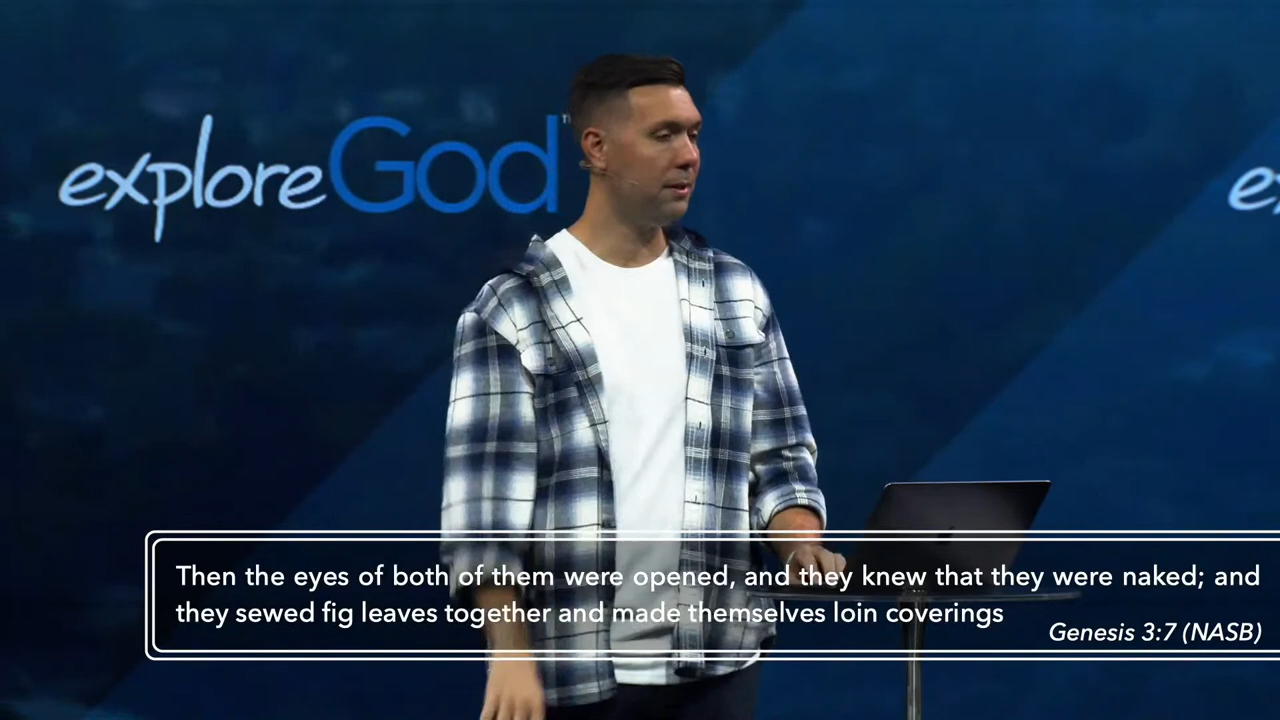 exploreGod
Then the eyes of both of them were opened, and they knew that they were naked; and
they sewed fig leaves together and made themselves loin coverings
Genesis 3:7 (NASB)